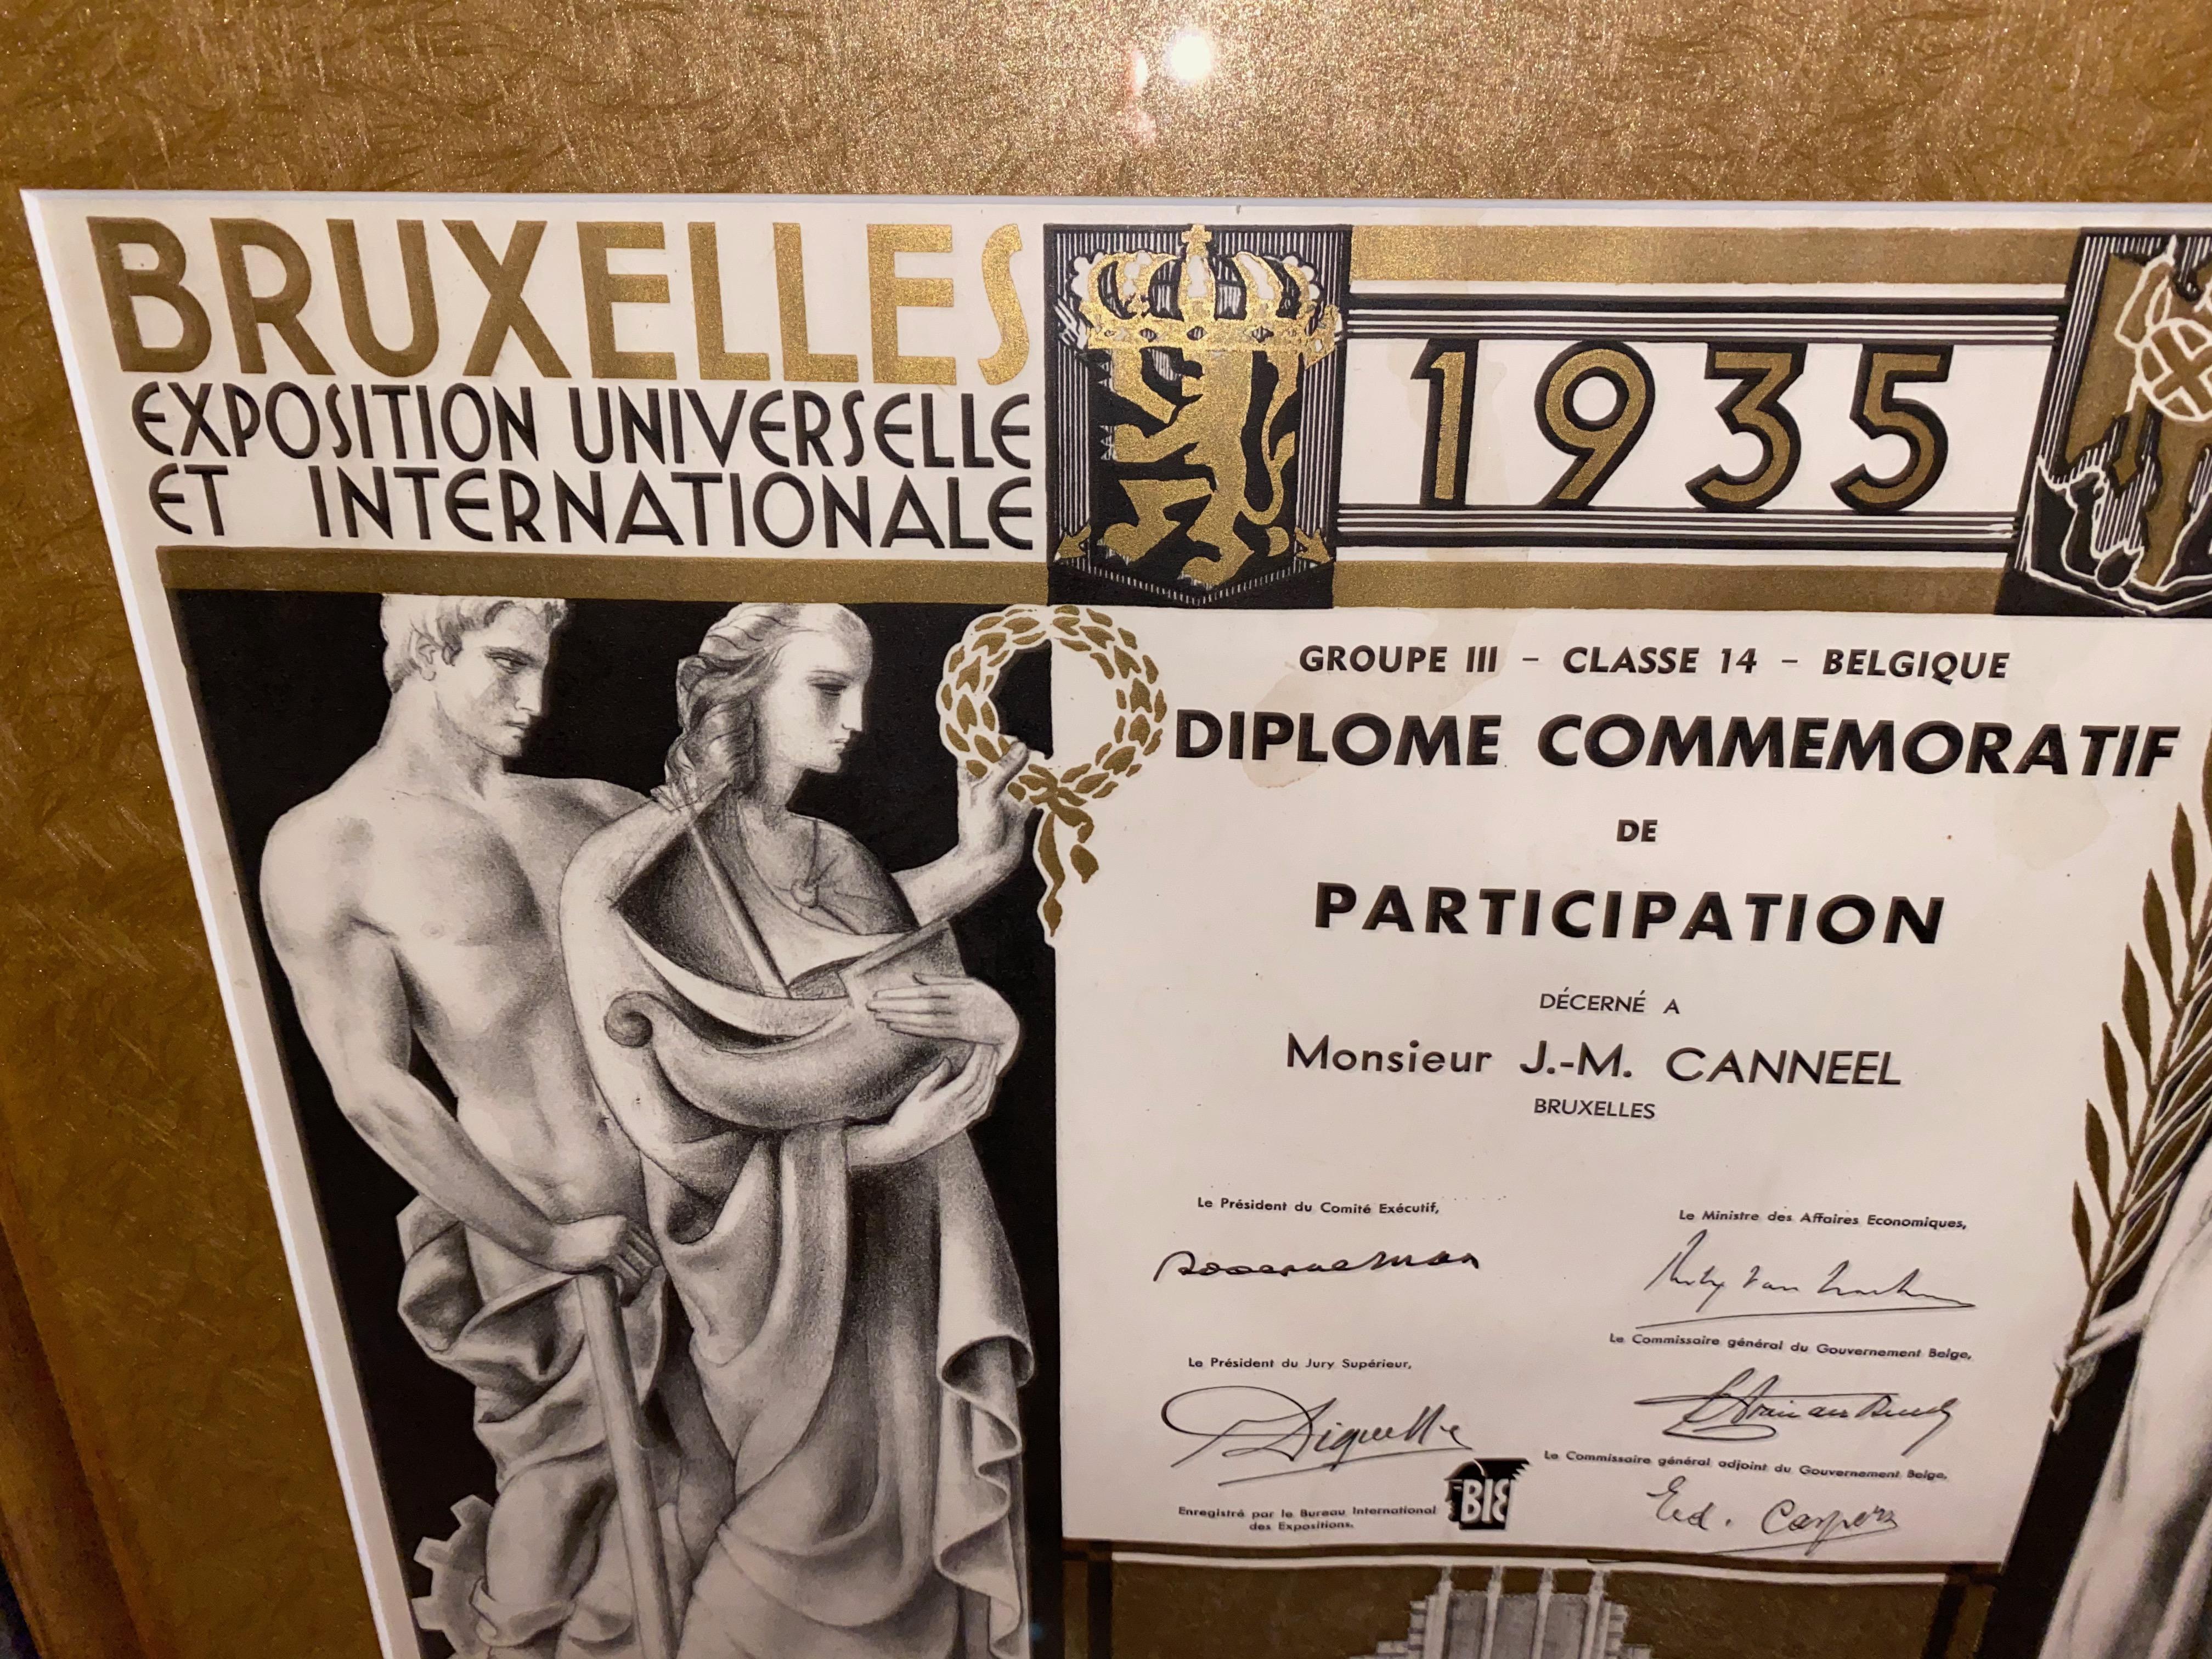 BRUXELLES
EXPOSITION UNIVERSELLE
ET INTERNATIONALE
1935
GROUPE III - CLASSE 14 - BELGIQUE
DIPLOME COMMEMORATIF
DE
PARTICIPATION
DÉCERNÉ A
Monsieur J.-M. CANNEEL
BRUXELLES
Le Président du Comité Exécutif,
Le Ministre des Affaires Economiques,
Le Commissaire général du Gouvernement Belge,
Le Président du Jury Supérieur,
Le Commissaire général adjoint du Gouvernement Belge,
Ed. Caspers
Enregistré par le Bureau International
des Expositions.
BIE